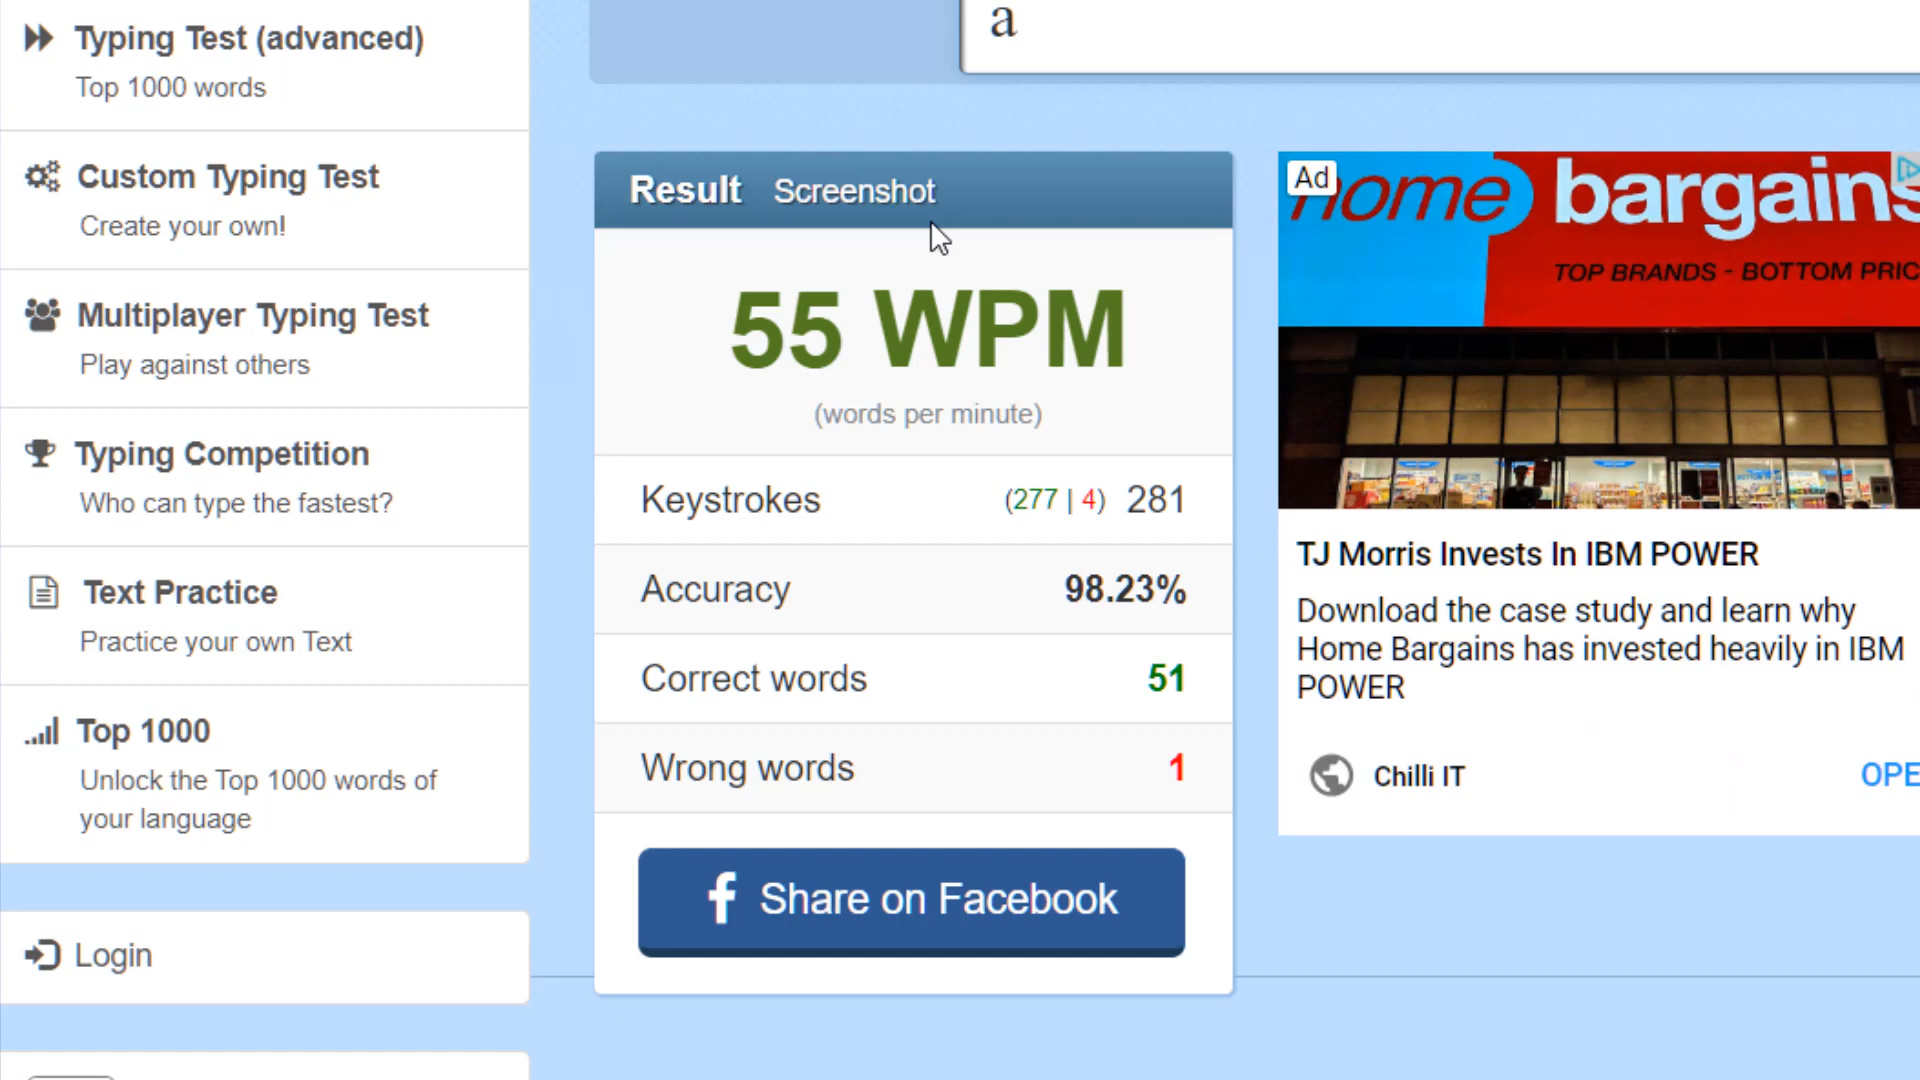 Typing Test (advanced)
Top 1000 words
Custom Typing Test
Create your own!
Multiplayer Typing Test
Play against others
Typing Competition
Who can type the fastest?
Text Practice
Practice your own Text
Top 1000
Unlock the Top 1000 words of
your language
Login
a
Result Screenshot
55 WPM
(words per minute)
Keystrokes (277 | 4) 281
Accuracy 98.23%
Correct words 51
Wrong words 1
f Share on Facebook
Ad
home bargains
TOP BRANDS - BOTTOM PRIC
TJ Morris Invests In IBM POWER
Download the case study and learn why
Home Bargains has invested heavily in IBM
POWER
Chilli IT OPE